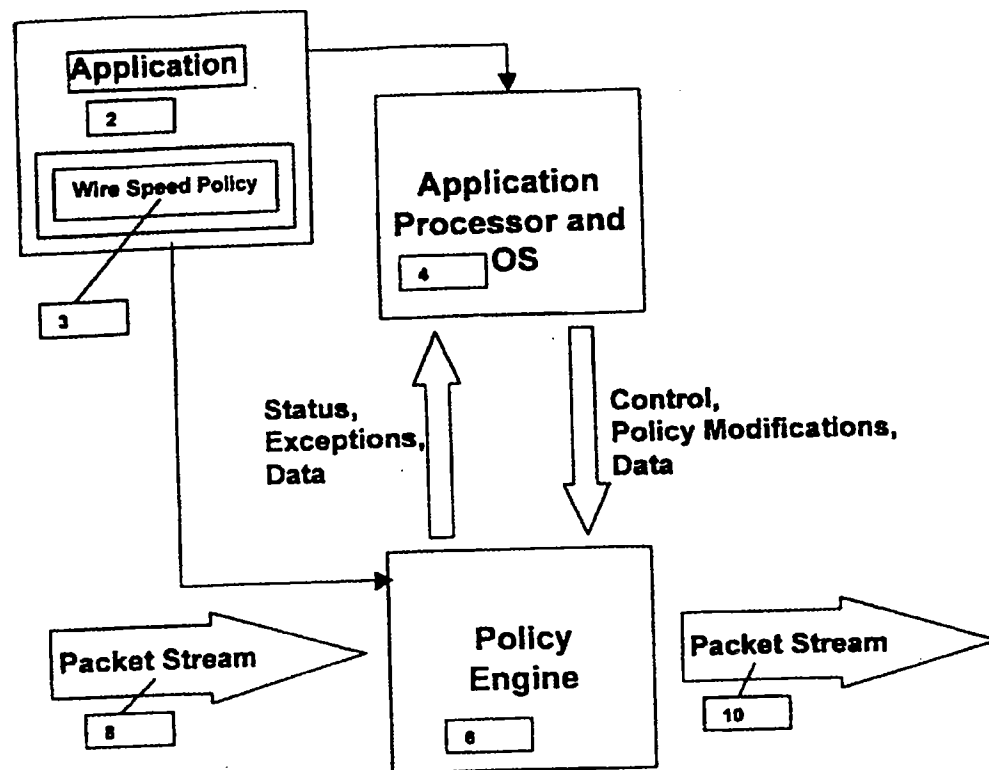 Application
2
Wire Speed Policy
3
Application
Processor and
OS
4
Status,
Exceptions,
Data
Control,
Policy Modifications,
Data
Packet Stream
8
Policy
Engine
6
Packet Stream
10